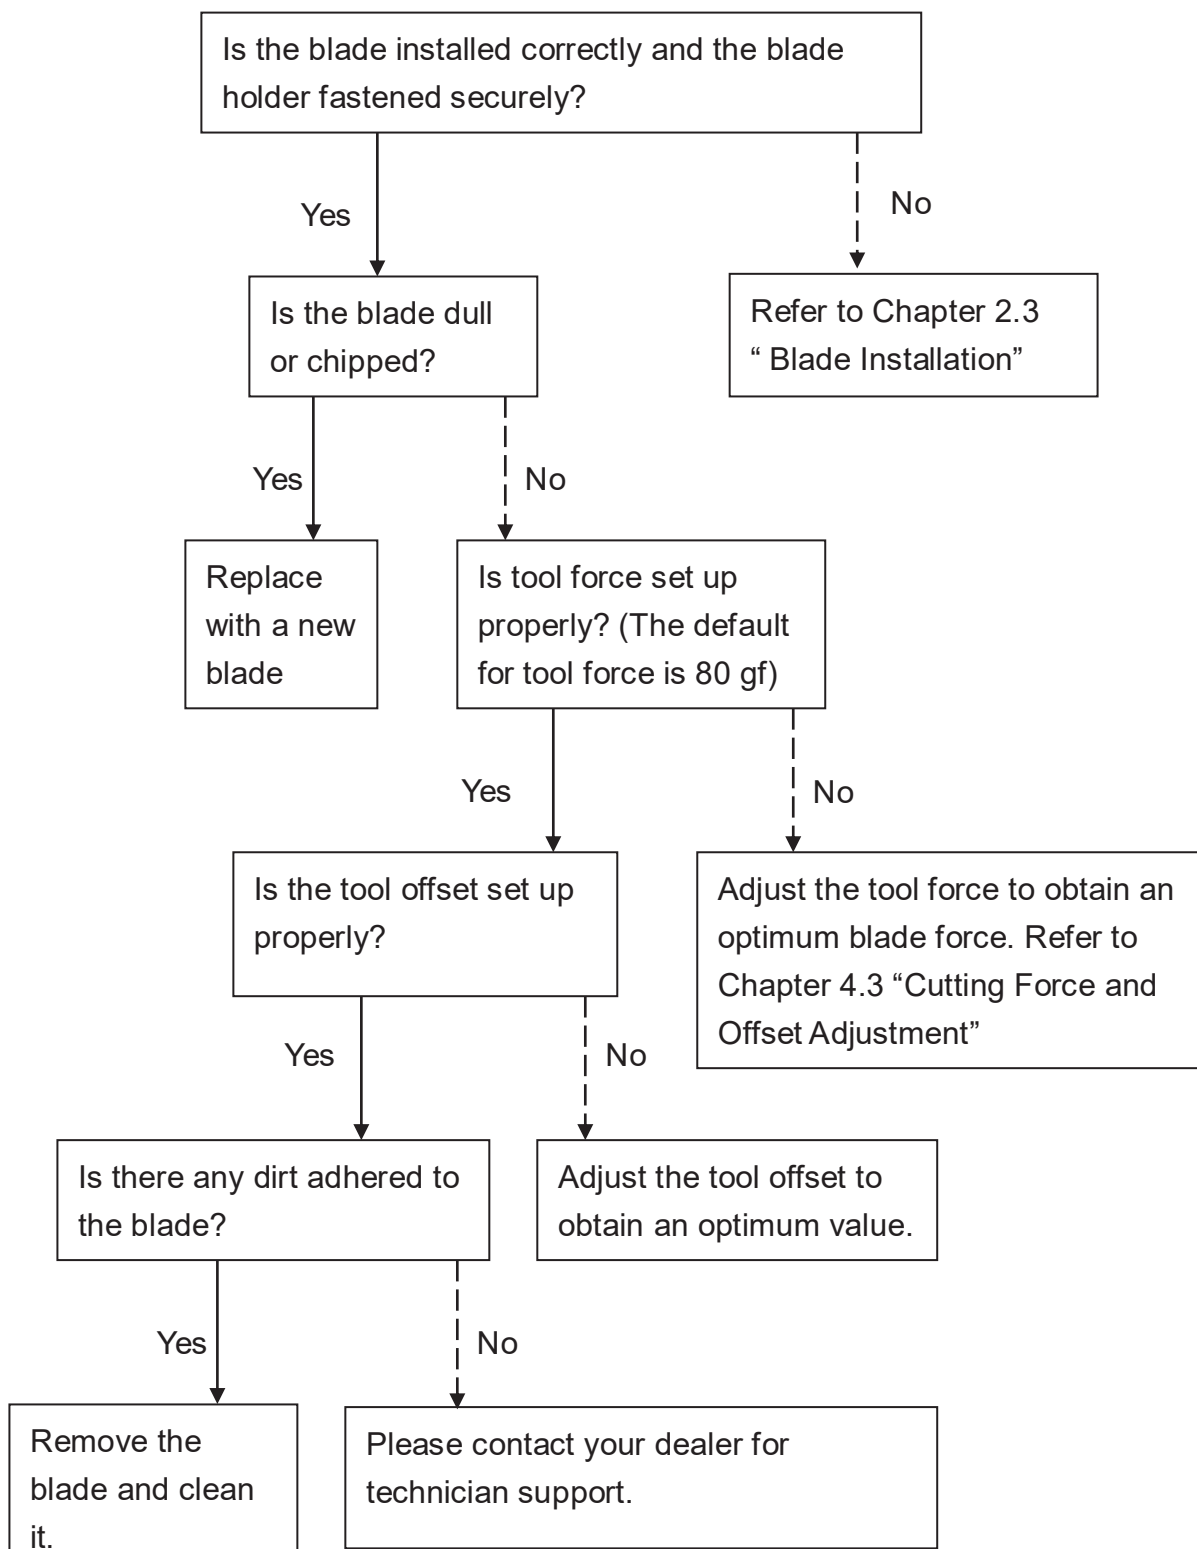 Is the blade installed correctly and the blade
holder fastened securely?
Yes
No
Is the blade dull
or chipped?
Refer to Chapter 2.3
“ Blade Installation”
Yes
No
Replace
with a new
blade
Is tool force set up
properly? (The default
for tool force is 80 gf)
Yes
No
Is the tool offset set up
properly?
Adjust the tool force to obtain an
optimum blade force. Refer to
Chapter 4.3 “Cutting Force and
Offset Adjustment”
Yes
No
Is there any dirt adhered to
the blade?
Adjust the tool offset to
obtain an optimum value.
Yes
No
Remove the
blade and clean
it.
Please contact your dealer for
technician support.